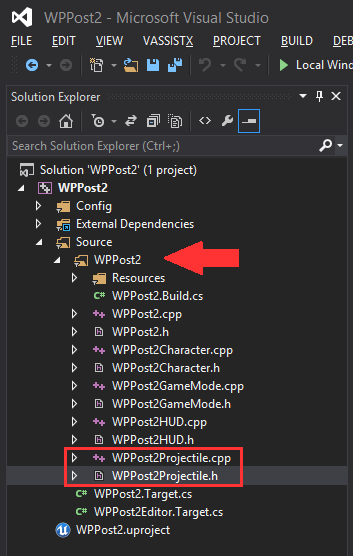 WPPost2 - Microsoft Visual Studio
FILE EDIT VIEW VASSISTX PROJECT BUILD DEB
Local Wind
Solution Explorer
Search Solution Explorer (Ctrl+;)
Solution 'WPPost2' (1 project)
WPPost2
Config
External Dependencies
Source
WPPost2
Resources
C# WPPost2.Build.cs
++ WPPost2.cpp
WPPost2.h
++ WPPost2Character.cpp
WPPost2Character.h
++ WPPost2GameMode.cpp
WPPost2GameMode.h
++ WPPost2HUD.cpp
WPPost2HUD.h
++ WPPost2Projectile.cpp
WPPost2Projectile.h
C# WPPost2.Target.cs
C# WPPost2Editor.Target.cs
WPPost2.uproject